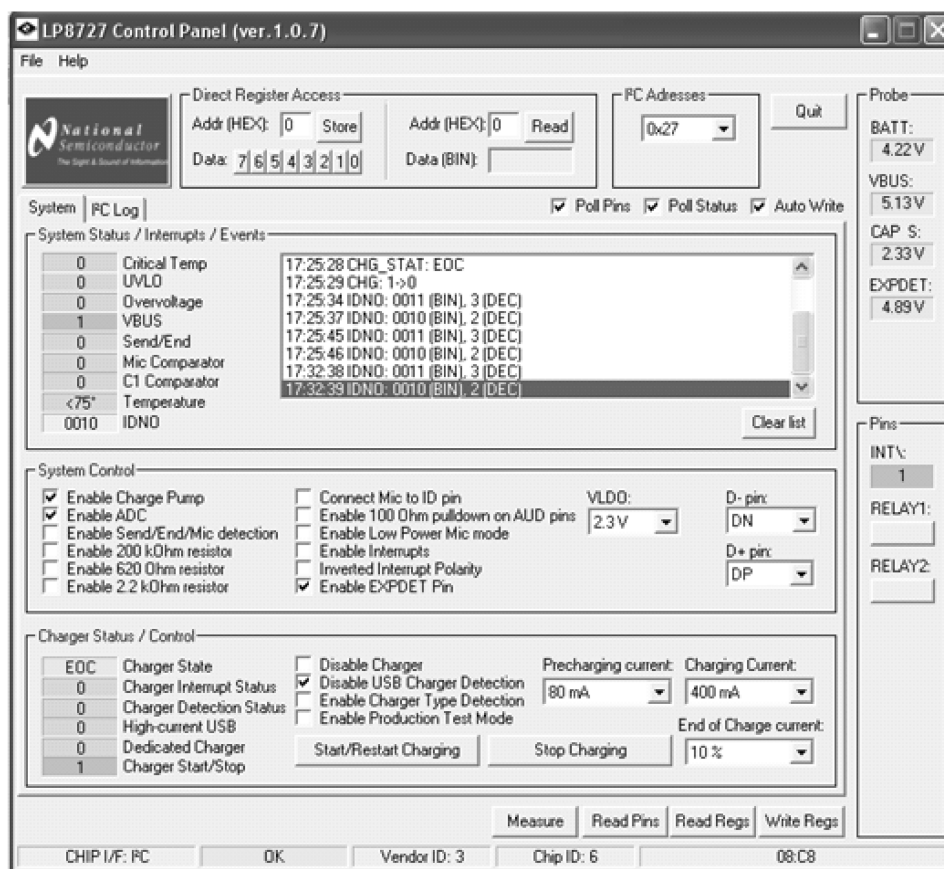 LP8727 Control Panel (ver.1.0.7)
File Help
National
Semiconductor
The Sight & Sound of Information
Direct Register Access
Addr (HEX): 0 Store
Data: 7 6 5 4 3 2 1 0
Addr (HEX): 0 Read
Data (BIN):
I²C Adresses
0x27
Quit
Probe
BATT:
4.22 V
VBUS:
5.13 V
CAP S:
2.33 V
EXPDET:
4.89 V
System I²C Log
Poll Pins Poll Status Auto Write
System Status / Interrupts / Events
0 Critical Temp
0 UVLO
0 Overvoltage
1 VBUS
0 Send/End
0 Mic Comparator
0 C1 Comparator
<75° Temperature
0010 IDNO
17:25:28 CHG_STAT: EOC
17:25:29 CHG: 1->0
17:25:34 IDNO: 0011 (BIN), 3 (DEC)
17:25:37 IDNO: 0010 (BIN), 2 (DEC)
17:25:45 IDNO: 0011 (BIN), 3 (DEC)
17:25:46 IDNO: 0010 (BIN), 2 (DEC)
17:32:38 IDNO: 0011 (BIN), 3 (DEC)
17:32:39 IDNO: 0010 (BIN), 2 (DEC)
Clear list
Pins
INT\:
1
RELAY1:
RELAY2:
System Control
Enable Charge Pump
Enable ADC
Enable Send/End/Mic detection
Enable 200 kOhm resistor
Enable 620 Ohm resistor
Enable 2.2 kOhm resistor
Connect Mic to ID pin
Enable 100 Ohm pulldown on AUD pins
Enable Low Power Mic mode
Enable Interrupts
Inverted Interrupt Polarity
Enable EXPDET Pin
VLDO:
2.3 V
D- pin:
DN
D+ pin:
DP
Charger Status / Control
EOC Charger State
0 Charger Interrupt Status
0 Charger Detection Status
0 High-current USB
0 Dedicated Charger
1 Charger Start/Stop
Disable Charger
Disable USB Charger Detection
Enable Charger Type Detection
Enable Production Test Mode
Start/Restart Charging Stop Charging
Precharging current:
80 mA
Charging Current:
400 mA
End of Charge current:
10 %
Measure Read Pins Read Regs Write Regs
CHIP I/F: I²C OK Vendor ID: 3 Chip ID: 6 08:C8